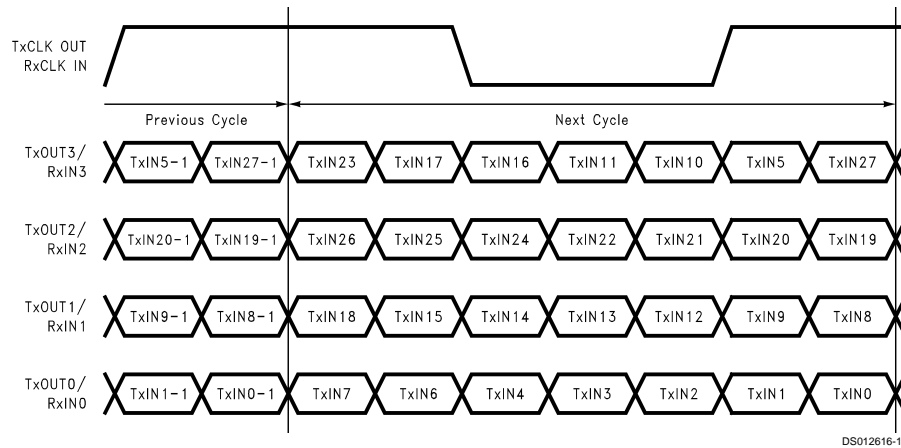 TxCLK OUT
RxCLK IN
Previous Cycle
Next Cycle
TxOUT3/
RxIN3
TxIN5-1 TxIN27-1 TxIN23 TxIN17 TxIN16 TxIN11 TxIN10 TxIN5 TxIN27
TxOUT2/
RxIN2
TxIN20-1 TxIN19-1 TxIN26 TxIN25 TxIN24 TxIN22 TxIN21 TxIN20 TxIN19
TxOUT1/
RxIN1
TxIN9-1 TxIN8-1 TxIN18 TxIN15 TxIN14 TxIN13 TxIN12 TxIN9 TxIN8
TxOUT0/
RxIN0
TxIN1-1 TxIN0-1 TxIN7 TxIN6 TxIN4 TxIN3 TxIN2 TxIN1 TxIN0